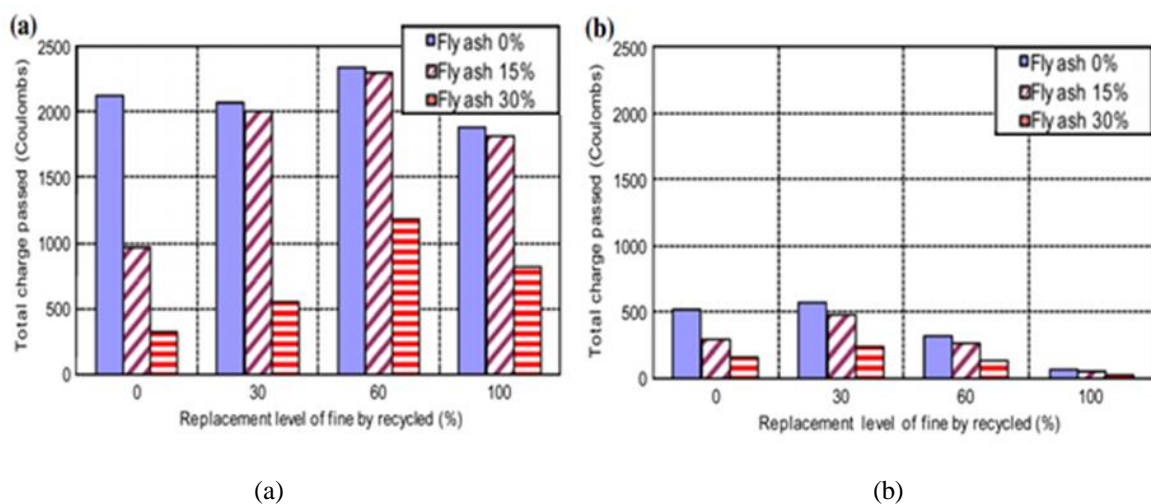 (a)
2500
2000
1500
1000
500
0
Total charge passed (Coulombs)
Fly ash 0%
Fly ash 15%
Fly ash 30%
0 30 60 100
Replacement level of fine by recycled (%)
(b)
2500
2000
1500
1000
500
0
Total charge passed (Coulombs)
Fly ash 0%
Fly ash 15%
Fly ash 30%
0 30 60 100
Replacement level of fine by recycled (%)
(a) (b)